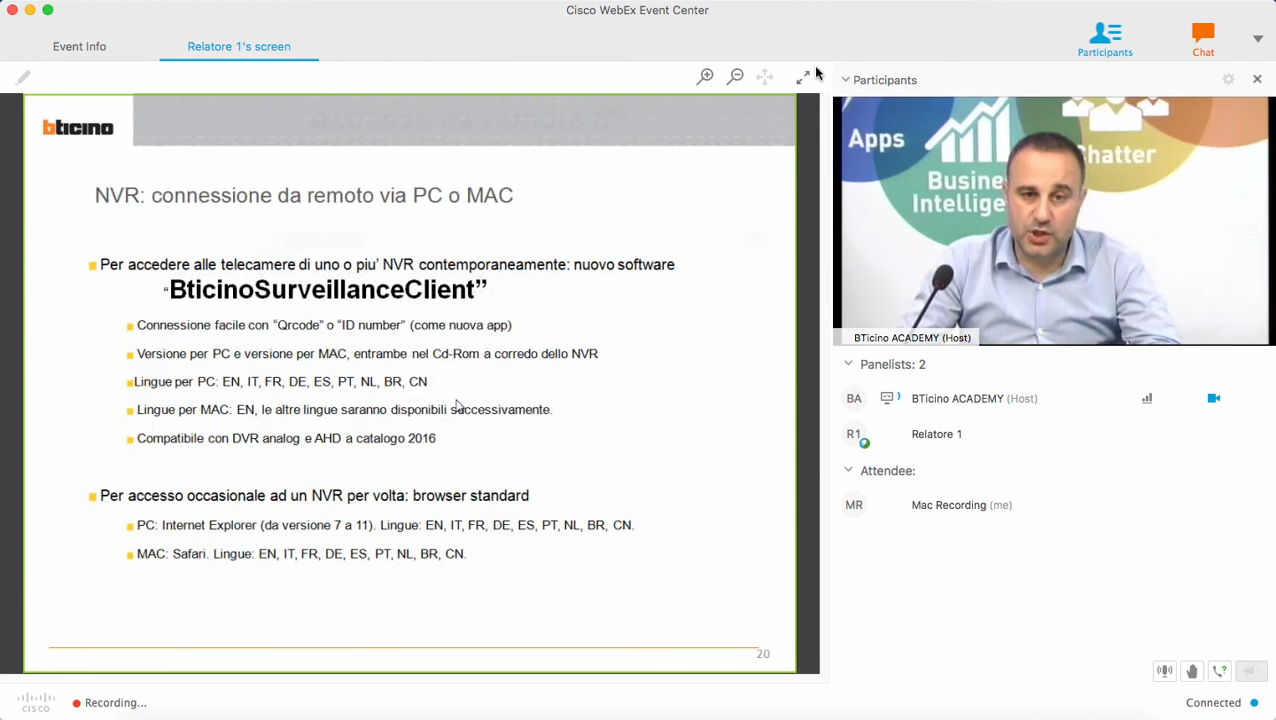 Cisco WebEx Event Center
Event Info
Relatore 1's screen
Participants
Chat
bticino
NVR: connessione da remoto via PC o MAC
Per accedere alle telecamere di uno o piu' NVR contemporaneamente: nuovo software
"BticinoSurveillanceClient"
Connessione facile con "Qrcode" o "ID number" (come nuova app)
Versione per PC e versione per MAC, entrambe nel Cd-Rom a corredo dello NVR
Lingue per PC: EN, IT, FR, DE, ES, PT, NL, BR, CN
Lingue per MAC: EN, le altre lingue saranno disponibili successivamente.
Compatibile con DVR analog e AHD a catalogo 2016
Per accesso occasionale ad un NVR per volta: browser standard
PC: Internet Explorer (da versione 7 a 11). Lingue: EN, IT, FR, DE, ES, PT, NL, BR, CN.
MAC: Safari. Lingue: EN, IT, FR, DE, ES, PT, NL, BR, CN.
20
Participants
Apps
Chatter
Intellige
BTicino ACADEMY (Host)
Panelists: 2
BA
BTicino ACADEMY (Host)
R1
Relatore 1
Attendee:
MR
Mac Recording (me)
CISCO
Recording...
Connected